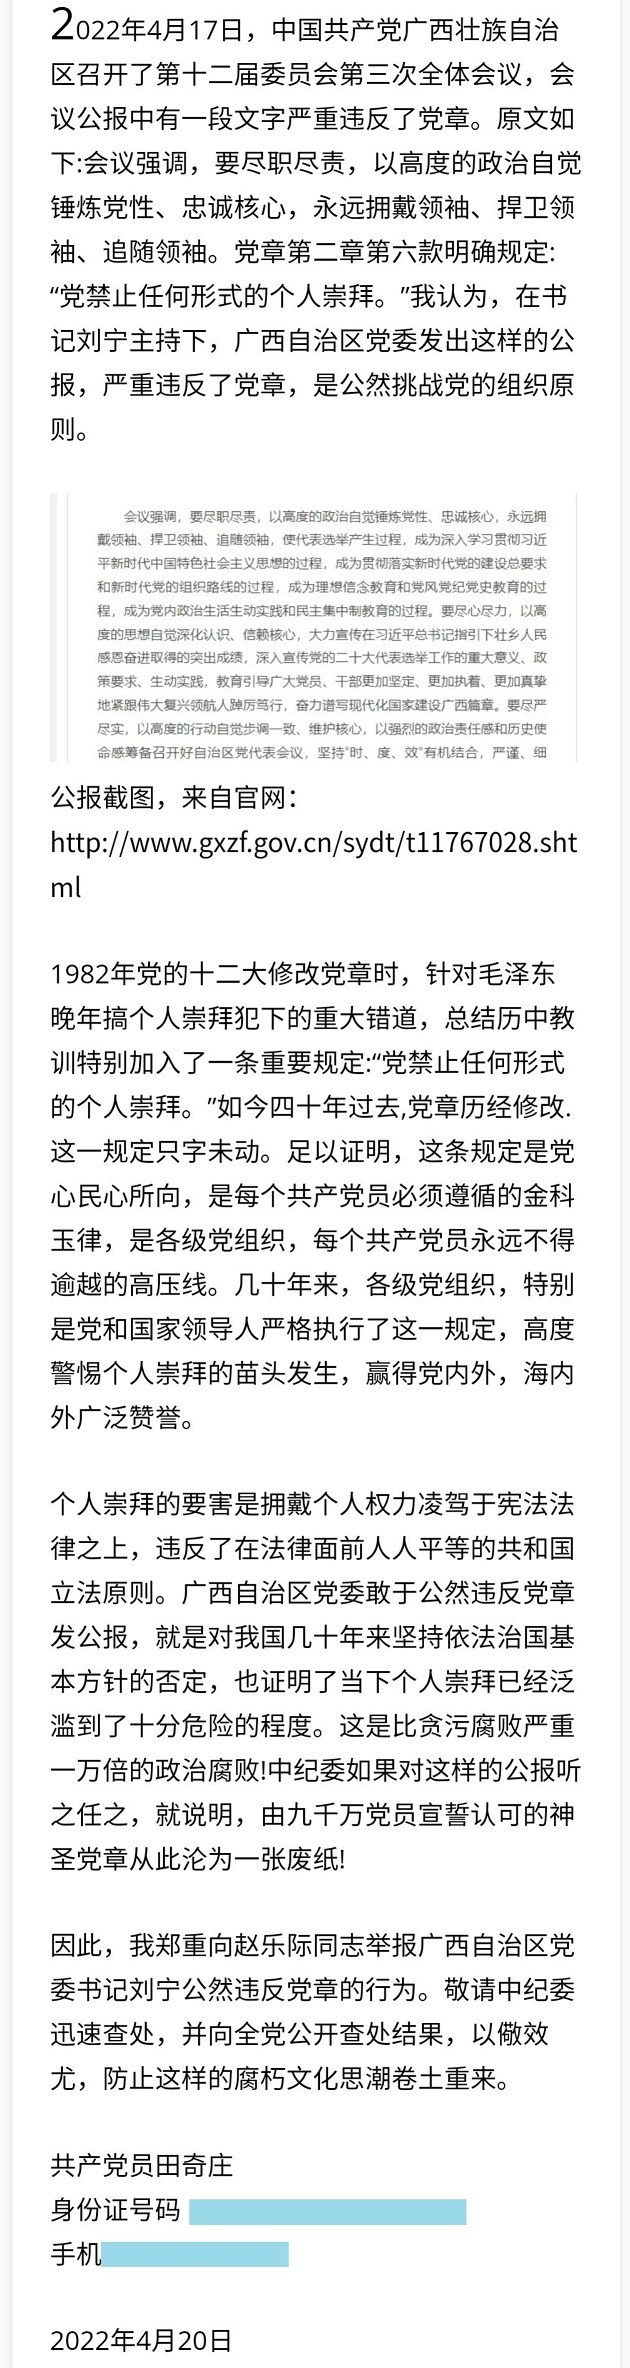 2022年4月17日，中国共产党广西壮族自治
区召开了第十二届委员会第三次全体会议，会
议公报中有一段文字严重违反了党章。原文如
下:会议强调，要尽职尽责，以高度的政治自觉
锤炼党性、忠诚核心，永远拥戴领袖、捍卫领
袖、追随领袖。党章第二章第六款明确规定:
“党禁止任何形式的个人崇拜。”我认为，在书
记刘宁主持下，广西自治区党委发出这样的公
报，严重违反了党章，是公然挑战党的组织原
则。
会议强调，要尽职尽责，以高度的政治自觉锤炼党性、忠诚核心，永远拥
戴领袖、捍卫领袖、追随领袖，使代表选举产生过程，成为深入学习贯彻习近
平新时代中国特色社会主义思想的过程，成为贯彻落实新时代党的建设总要求
和新时代党的组织路线的过程，成为理想信念教育和党风党纪党史教育的过
程，成为党内政治生活生动实践和民主集中制教育的过程。要尽心尽力，以高
度的思想自觉深化认识、信赖核心，大力宣传在习近平总书记指引下壮乡人民
感恩奋进取得的突出成绩，深入宣传党的二十大代表选举工作的重大意义、政
策要求、生动实践，教育引导广大党员、干部更加坚定、更加执着、更加真挚
地紧跟伟大复兴领航人踔厉笃行，奋力谱写现代化国家建设广西篇章。要尽严
尽实，以高度的行动自觉步调一致、维护核心，以强烈的政治责任感和历史使
命感筹备召开好自治区党代表会议，坚持“时、度、效”有机结合，严谨、细
公报截图，来自官网：
http://www.gxzf.gov.cn/sydt/t11767028.sht
ml
1982年党的十二大修改党章时，针对毛泽东
晚年搞个人崇拜犯下的重大错道，总结历中教
训特别加入了一条重要规定:“党禁止任何形式
的个人崇拜。”如今四十年过去,党章历经修改.
这一规定只字未动。足以证明，这条规定是党
心民心所向，是每个共产党员必须遵循的金科
玉律，是各级党组织，每个共产党员永远不得
逾越的高压线。几十年来，各级党组织，特别
是党和国家领导人严格执行了这一规定，高度
警惕个人崇拜的苗头发生，赢得党内外，海内
外广泛赞誉。
个人崇拜的要害是拥戴个人权力凌驾于宪法法
律之上，违反了在法律面前人人平等的共和国
立法原则。广西自治区党委敢于公然违反党章
发公报，就是对我国几十年来坚持依法治国基
本方针的否定，也证明了当下个人崇拜已经泛
滥到了十分危险的程度。这是比贪污腐败严重
一万倍的政治腐败!中纪委如果对这样的公报听
之任之，就说明，由九千万党员宣誓认可的神
圣党章从此沦为一张废纸!
因此，我郑重向赵乐际同志举报广西自治区党
委书记刘宁公然违反党章的行为。敬请中纪委
迅速查处，并向全党公开查处结果，以儆效
尤，防止这样的腐朽文化思潮卷土重来。
共产党员田奇庄
身份证号码
手机
2022年4月20日